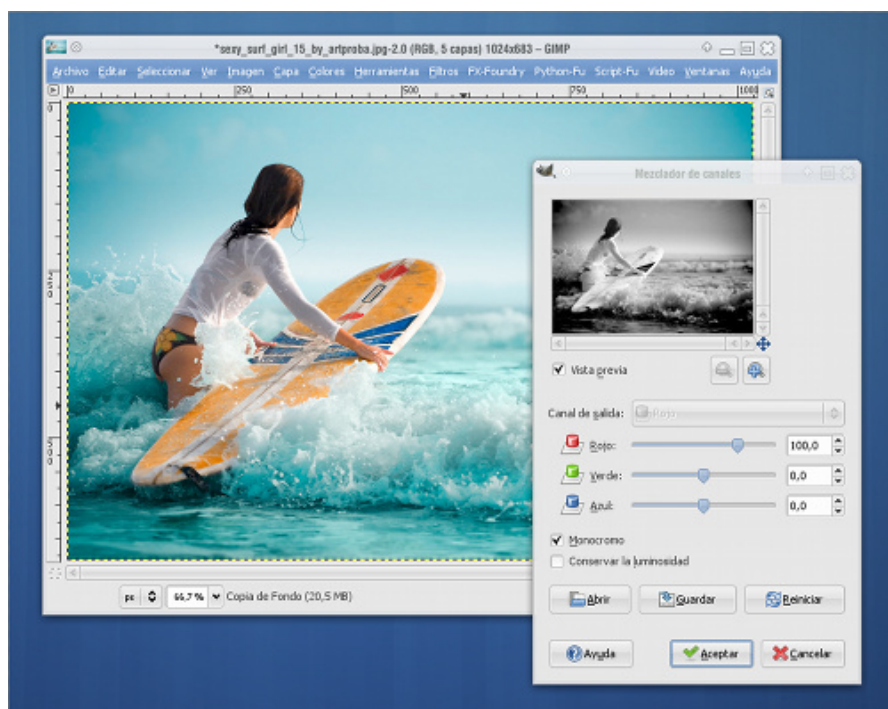 *sexy_surf_girl_15_by_artproba.jpg-2.0 (RGB, 5 capas) 1024x683 – GIMP
Archivo Editar Seleccionar Ver Imagen Capa Colores Herramientas Filtros FX-Foundry Python-Fu Script-Fu Video Ventanas Ayuda
0 250 500 750 1000
Mezclador de canales
Vista previa
Canal de salida: Rojo
Rojo: 100,0
Verde: 0,0
Azul: 0,0
Monocromo
Conservar la luminosidad
px 66,7 % Copia de Fondo (20,5 MB)
Abrir Guardar Reiniciar
Ayuda Aceptar Cancelar